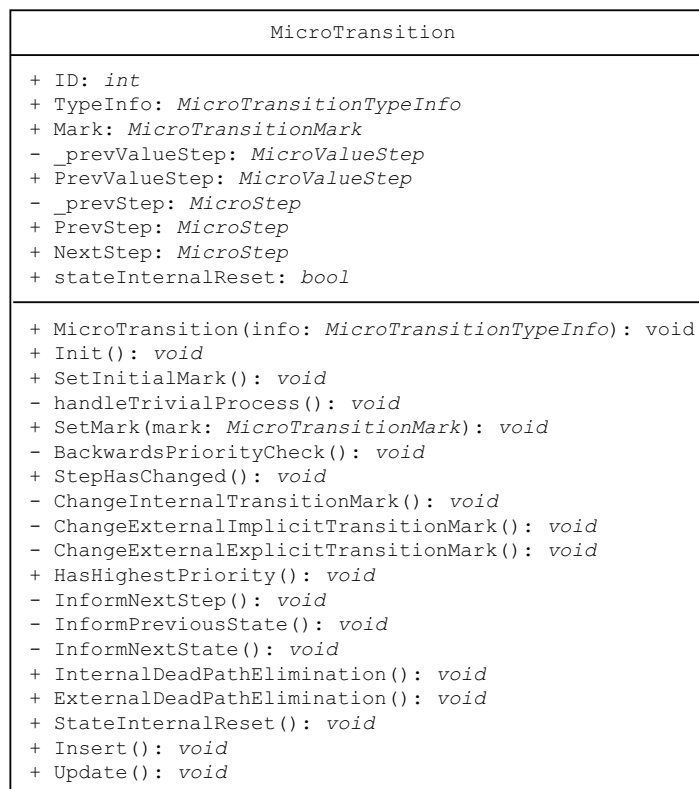 MicroTransition
+ ID: int
+ TypeInfo: MicroTransitionTypeInfo
+ Mark: MicroTransitionMark
- _prevValueStep: MicroValueStep
+ PrevValueStep: MicroValueStep
- _prevStep: MicroStep
+ PrevStep: MicroStep
+ NextStep: MicroStep
+ stateInternalReset: bool
+ MicroTransition(info: MicroTransitionTypeInfo): void
+ Init(): void
+ SetInitialMark(): void
- handleTrivialProcess(): void
+ SetMark(mark: MicroTransitionMark): void
- BackwardsPriorityCheck(): void
+ StepHasChanged(): void
- ChangeInternalTransitionMark(): void
- ChangeExternalImplicitTransitionMark(): void
- ChangeExternalExplicitTransitionMark(): void
+ HasHighestPriority(): void
- InformNextStep(): void
- InformPreviousState(): void
- InformNextState(): void
+ InternalDeadPathElimination(): void
+ ExternalDeadPathElimination(): void
+ StateInternalReset(): void
+ Insert(): void
+ Update(): void